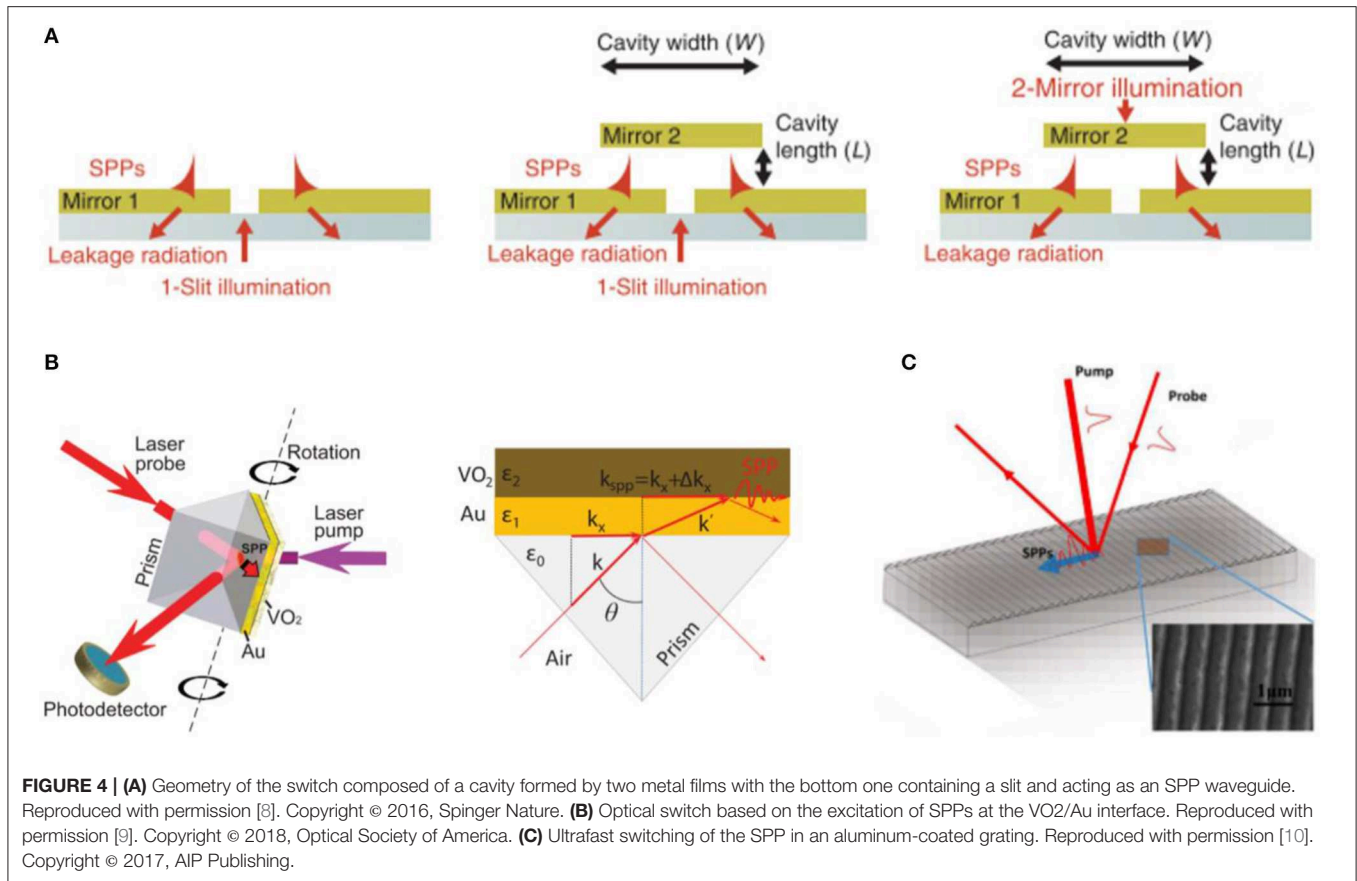 A
Cavity width (W)
Cavity width (W)
2-Mirror illumination
Mirror 2
Cavity
length (L)
Mirror 2
Cavity
length (L)
SPPs
SPPs
SPPs
Mirror 1
Mirror 1
Mirror 1
Leakage radiation
Leakage radiation
Leakage radiation
1-Slit illumination
1-Slit illumination
B
Laser
probe
Rotation
Laser
pump
Prism
SPP
VO₂
Au
Photodetector
VO₂
ε₂
kspp=kx+Δkx
SPP
Au
ε₁
kx
k'
ε₀
k
θ
Air
Prism
C
Pump
Probe
SPPs
1μm
FIGURE 4 | (A) Geometry of the switch composed of a cavity formed by two metal films with the bottom one containing a slit and acting as an SPP waveguide.
Reproduced with permission [8]. Copyright © 2016, Spinger Nature. (B) Optical switch based on the excitation of SPPs at the VO2/Au interface. Reproduced with
permission [9]. Copyright © 2018, Optical Society of America. (C) Ultrafast switching of the SPP in an aluminum-coated grating. Reproduced with permission [10].
Copyright © 2017, AIP Publishing.